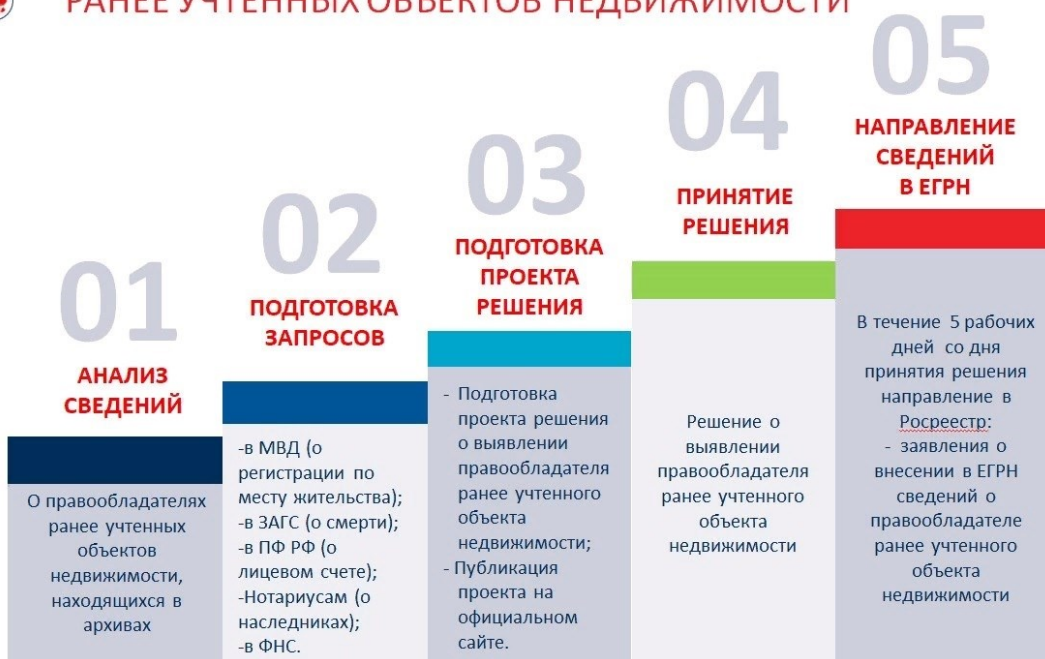 РАНЕЕ УЧТЕННЫХ ОБЪЕКТОВ НЕДВИЖИМОСТИ
01
АНАЛИЗ
СВЕДЕНИЙ
О правообладателях
ранее учтенных
объектов
недвижимости,
находящихся в
архивах
02
ПОДГОТОВКА
ЗАПРОСОВ
-в МВД (о
регистрации по
месту жительства);
-в ЗАГС (о смерти);
-в ПФ РФ (о
лицевом счете);
-Нотариусам (о
наследниках);
-в ФНС.
03
ПОДГОТОВКА
ПРОЕКТА
РЕШЕНИЯ
- Подготовка
проекта решения
о выявлении
правообладателя
ранее учтенного
объекта
недвижимости;
- Публикация
проекта на
официальном
сайте.
04
ПРИНЯТИЕ
РЕШЕНИЯ
Решение о
выявлении
правообладателя
ранее учтенного
объекта
недвижимости
05
НАПРАВЛЕНИЕ
СВЕДЕНИЙ
В ЕГРН
В течение 5 рабочих
дней со дня
принятия решения
направление в
Росреестр:
- заявления о
внесении в ЕГРН
сведений о
правообладателе
ранее учтенного
объекта
недвижимости